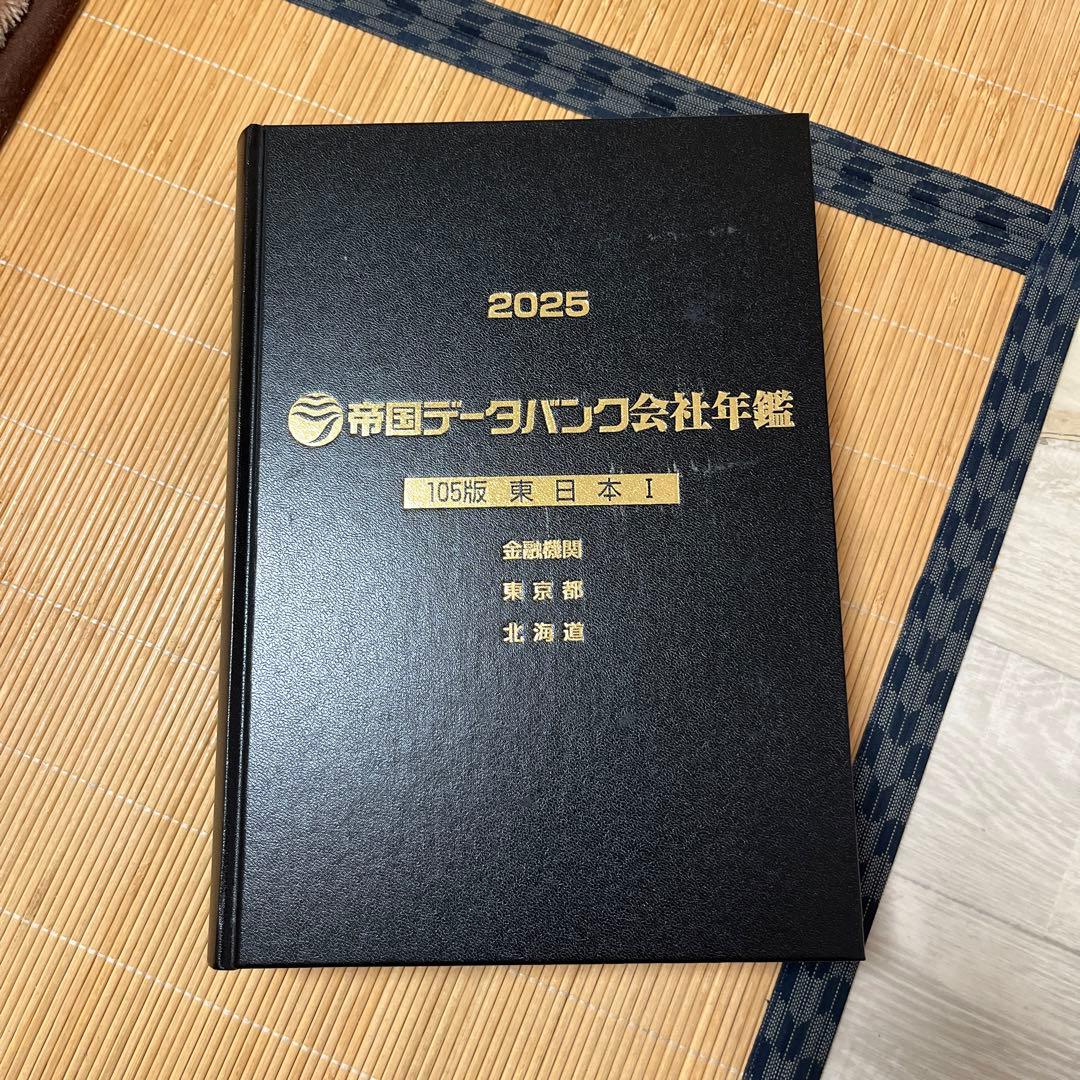 2025
帝国データバンク会社年鑑
105版 東日本 I
金融機関
東京都
北海道